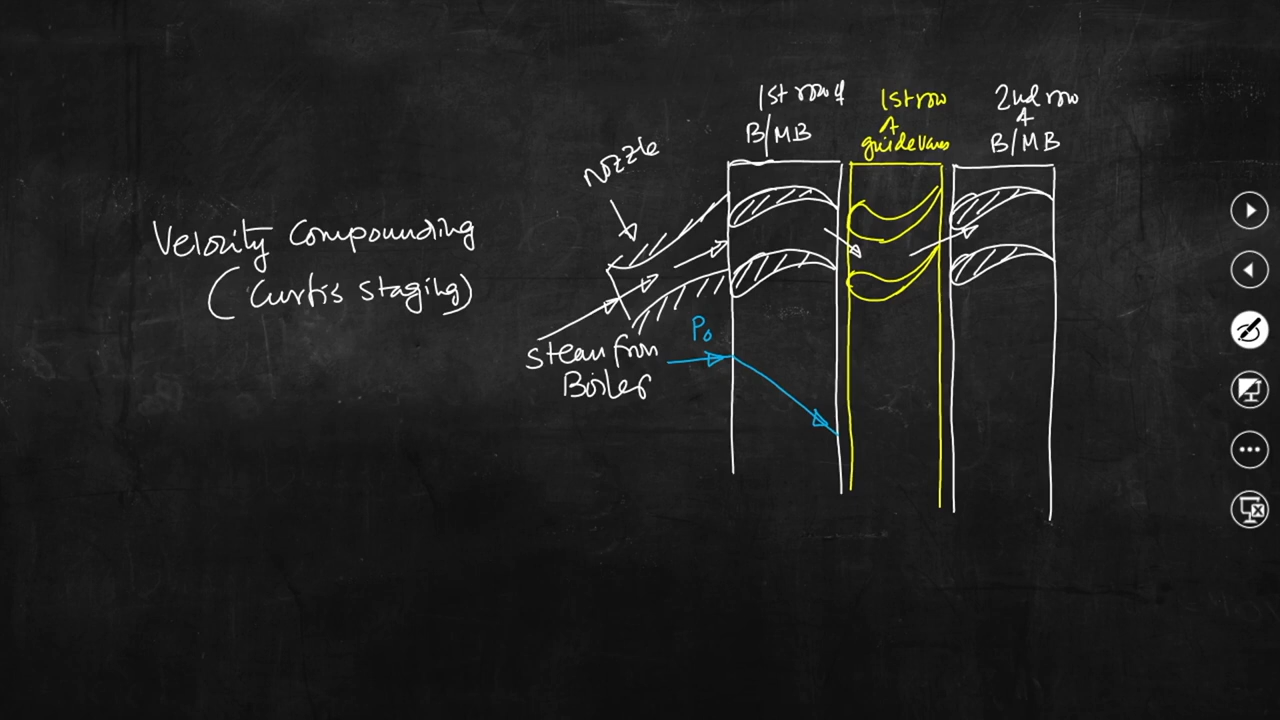 Velocity Compounding
(Curtis Staging)
Nozzle
Steam from
Boiler
P₀
1st row of
B/MB
1st row
of
guide vanes
2nd row
of
B/MB